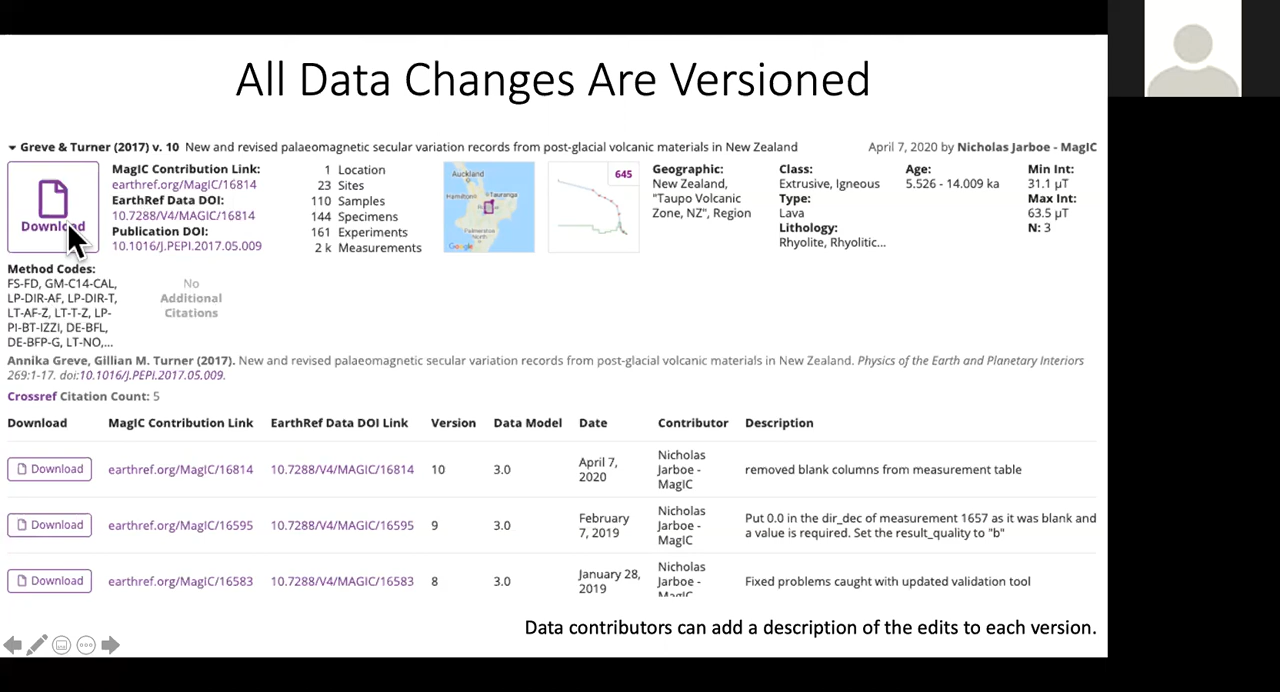 All Data Changes Are Versioned
Greve & Turner (2017) v. 10 New and revised palaeomagnetic secular variation records from post-glacial volcanic materials in New Zealand April 7, 2020 by Nicholas Jarboe - MagIC
Download
MagIC Contribution Link:
earthref.org/MagIC/16814
EarthRef Data DOI:
10.7288/V4/MAGIC/16814
Publication DOI:
10.1016/J.PEPI.2017.05.009
1 Location
23 Sites
110 Samples
144 Specimens
161 Experiments
2 k Measurements
Auckland
Hamilton
Tauranga
Palmerston
North
Google
645
Geographic:
New Zealand,
"Taupo Volcanic
Zone, NZ", Region
Class:
Extrusive, Igneous
Type:
Lava
Lithology:
Rhyolite, Rhyolitic...
Age:
5.526 - 14.009 ka
Min Int:
31.1 µT
Max Int:
63.5 µT
N: 3
Method Codes:
FS-FD, GM-C14-CAL,
LP-DIR-AF, LP-DIR-T,
LT-AF-Z, LT-T-Z, LP-
PI-BT-IZZI, DE-BFL,
DE-BFP-G, LT-NO,...
No
Additional
Citations
Annika Greve, Gillian M. Turner (2017). New and revised palaeomagnetic secular variation records from post-glacial volcanic materials in New Zealand. Physics of the Earth and Planetary Interiors
269:1-17. doi:10.1016/J.PEPI.2017.05.009.
Crossref Citation Count: 5
Download MagIC Contribution Link EarthRef Data DOI Link Version Data Model Date Contributor Description
Download earthref.org/MagIC/16814 10.7288/V4/MAGIC/16814 10 3.0
April 7,
2020
Nicholas
Jarboe -
MagIC
removed blank columns from measurement table
Download earthref.org/MagIC/16595 10.7288/V4/MAGIC/16595 9 3.0
February
7, 2019
Nicholas
Jarboe -
MagIC
Put 0.0 in the dir_dec of measurement 1657 as it was blank and
a value is required. Set the result_quality to "b"
Download earthref.org/MagIC/16583 10.7288/V4/MAGIC/16583 8 3.0
January 28,
2019
Nicholas
Jarboe -
MagIC
Fixed problems caught with updated validation tool
Data contributors can add a description of the edits to each version.